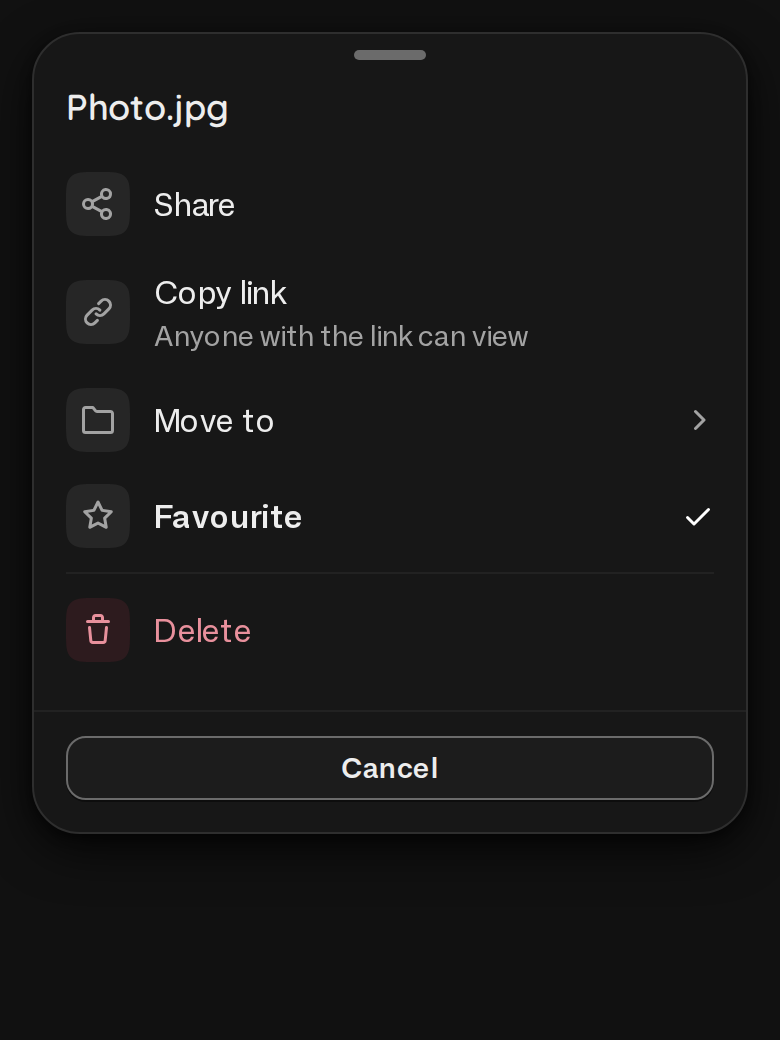 Photo.jpg
Share
Copy link
Anyone with the link can view
Move to
Favourite
Delete
Cancel